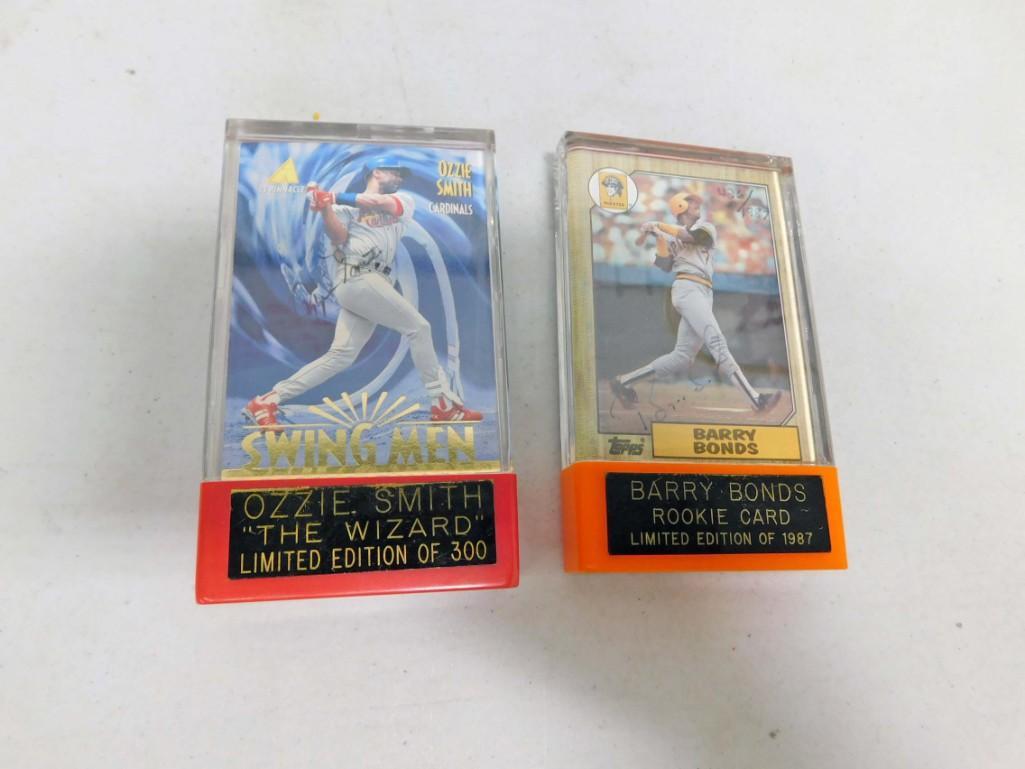 PINNACLE
OZZIE
SMITH
CARDINALS
SWING MEN
OZZIE SMITH
"THE WIZARD"
LIMITED EDITION OF 300
PIRATES
Topps
BARRY
BONDS
BARRY BONDS
ROOKIE CARD
LIMITED EDITION OF 1987